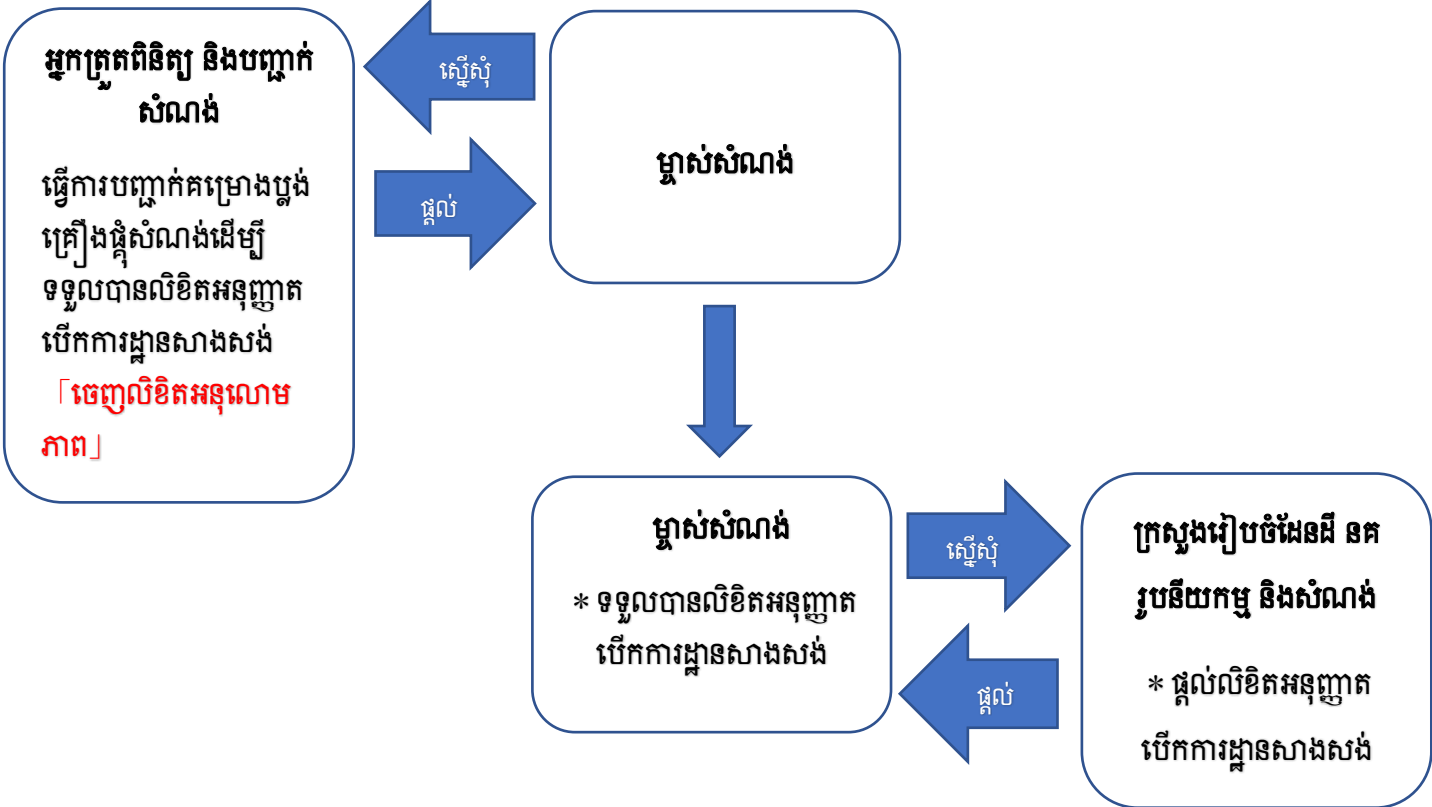 អ្នកត្រួតពិនិត្យ និងបញ្ជាក់
សំណង់
ធ្វើការបញ្ជាក់គម្រោងប្លង់
គ្រឿងផ្គុំសំណង់ដើម្បី
ទទួលបានលិខិតអនុញ្ញាត
បើកការដ្ឋានសាងសង់
「ចេញលិខិតអនុលោម
ភាព」
ស្នើសុំ
ផ្តល់
ម្ចាស់សំណង់
ម្ចាស់សំណង់
* ទទួលបានលិខិតអនុញ្ញាត
បើកការដ្ឋានសាងសង់
ស្នើសុំ
ផ្តល់
ក្រសួងរៀបចំដែនដី នគ
រូបនីយកម្ម និងសំណង់
* ផ្តល់លិខិតអនុញ្ញាត
បើកការដ្ឋានសាងសង់